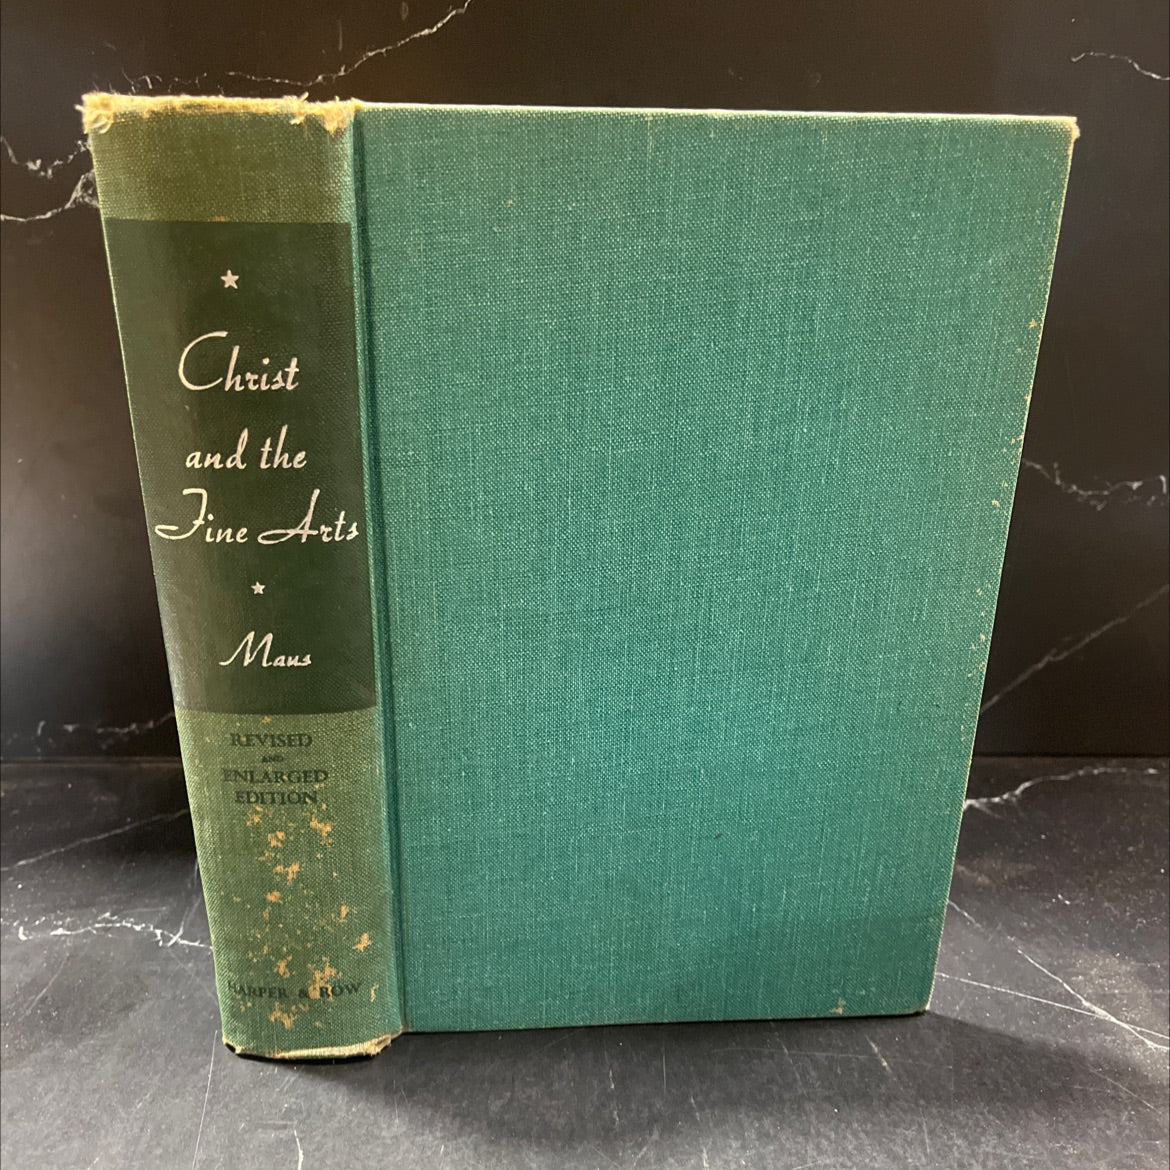 Christ
and the
Fine Arts
Maus
REVISED
AND
ENLARGED
EDITION
HARPER & ROW